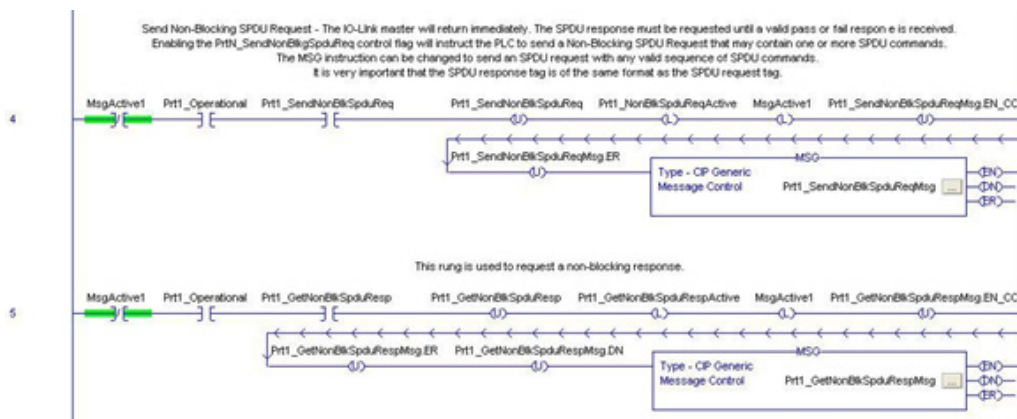 Send Non-Blocking SPDU Request - The IO-Link master will return immediately. The SPDU response must be requested until a valid pass or fail respon e is received.
Enabling the PrtN_SendNonBlkgSpduReq control flag will instruct the PLC to send a Non-Blocking SPDU Request that may contain one or more SPDU commands.
The MSG instruction can be changed to send an SPDU request with any valid sequence of SPDU commands.
It is very important that the SPDU response tag is of the same format as the SPDU request tag.
MsgActive1 Prt1_Operational Prt1_SendNonBlkSpduReq Prt1_SendNonBlkSpduReq Prt1_NonBlkSpduReqActive MsgActive1 Prt1_SendNonBlkSpduReqMsg.EN_CC
4
U L L U
Prt1_SendNonBlkSpduReqMsg.ER
U
MSG
Type - CIP Generic
Message Control Prt1_SendNonBlkSpduReqMsg ...
EN
DN
ER
This rung is used to request a non-blocking response.
MsgActive1 Prt1_Operational Prt1_GetNonBlkSpduResp Prt1_GetNonBlkSpduResp Prt1_GetNonBlkSpduRespActive MsgActive1 Prt1_GetNonBlkSpduRespMsg.EN_CC
5
U L L U
Prt1_GetNonBlkSpduRespMsg.ER Prt1_GetNonBlkSpduRespMsg.DN
U U
MSG
Type - CIP Generic
Message Control Prt1_GetNonBlkSpduRespMsg ...
EN
DN
ER